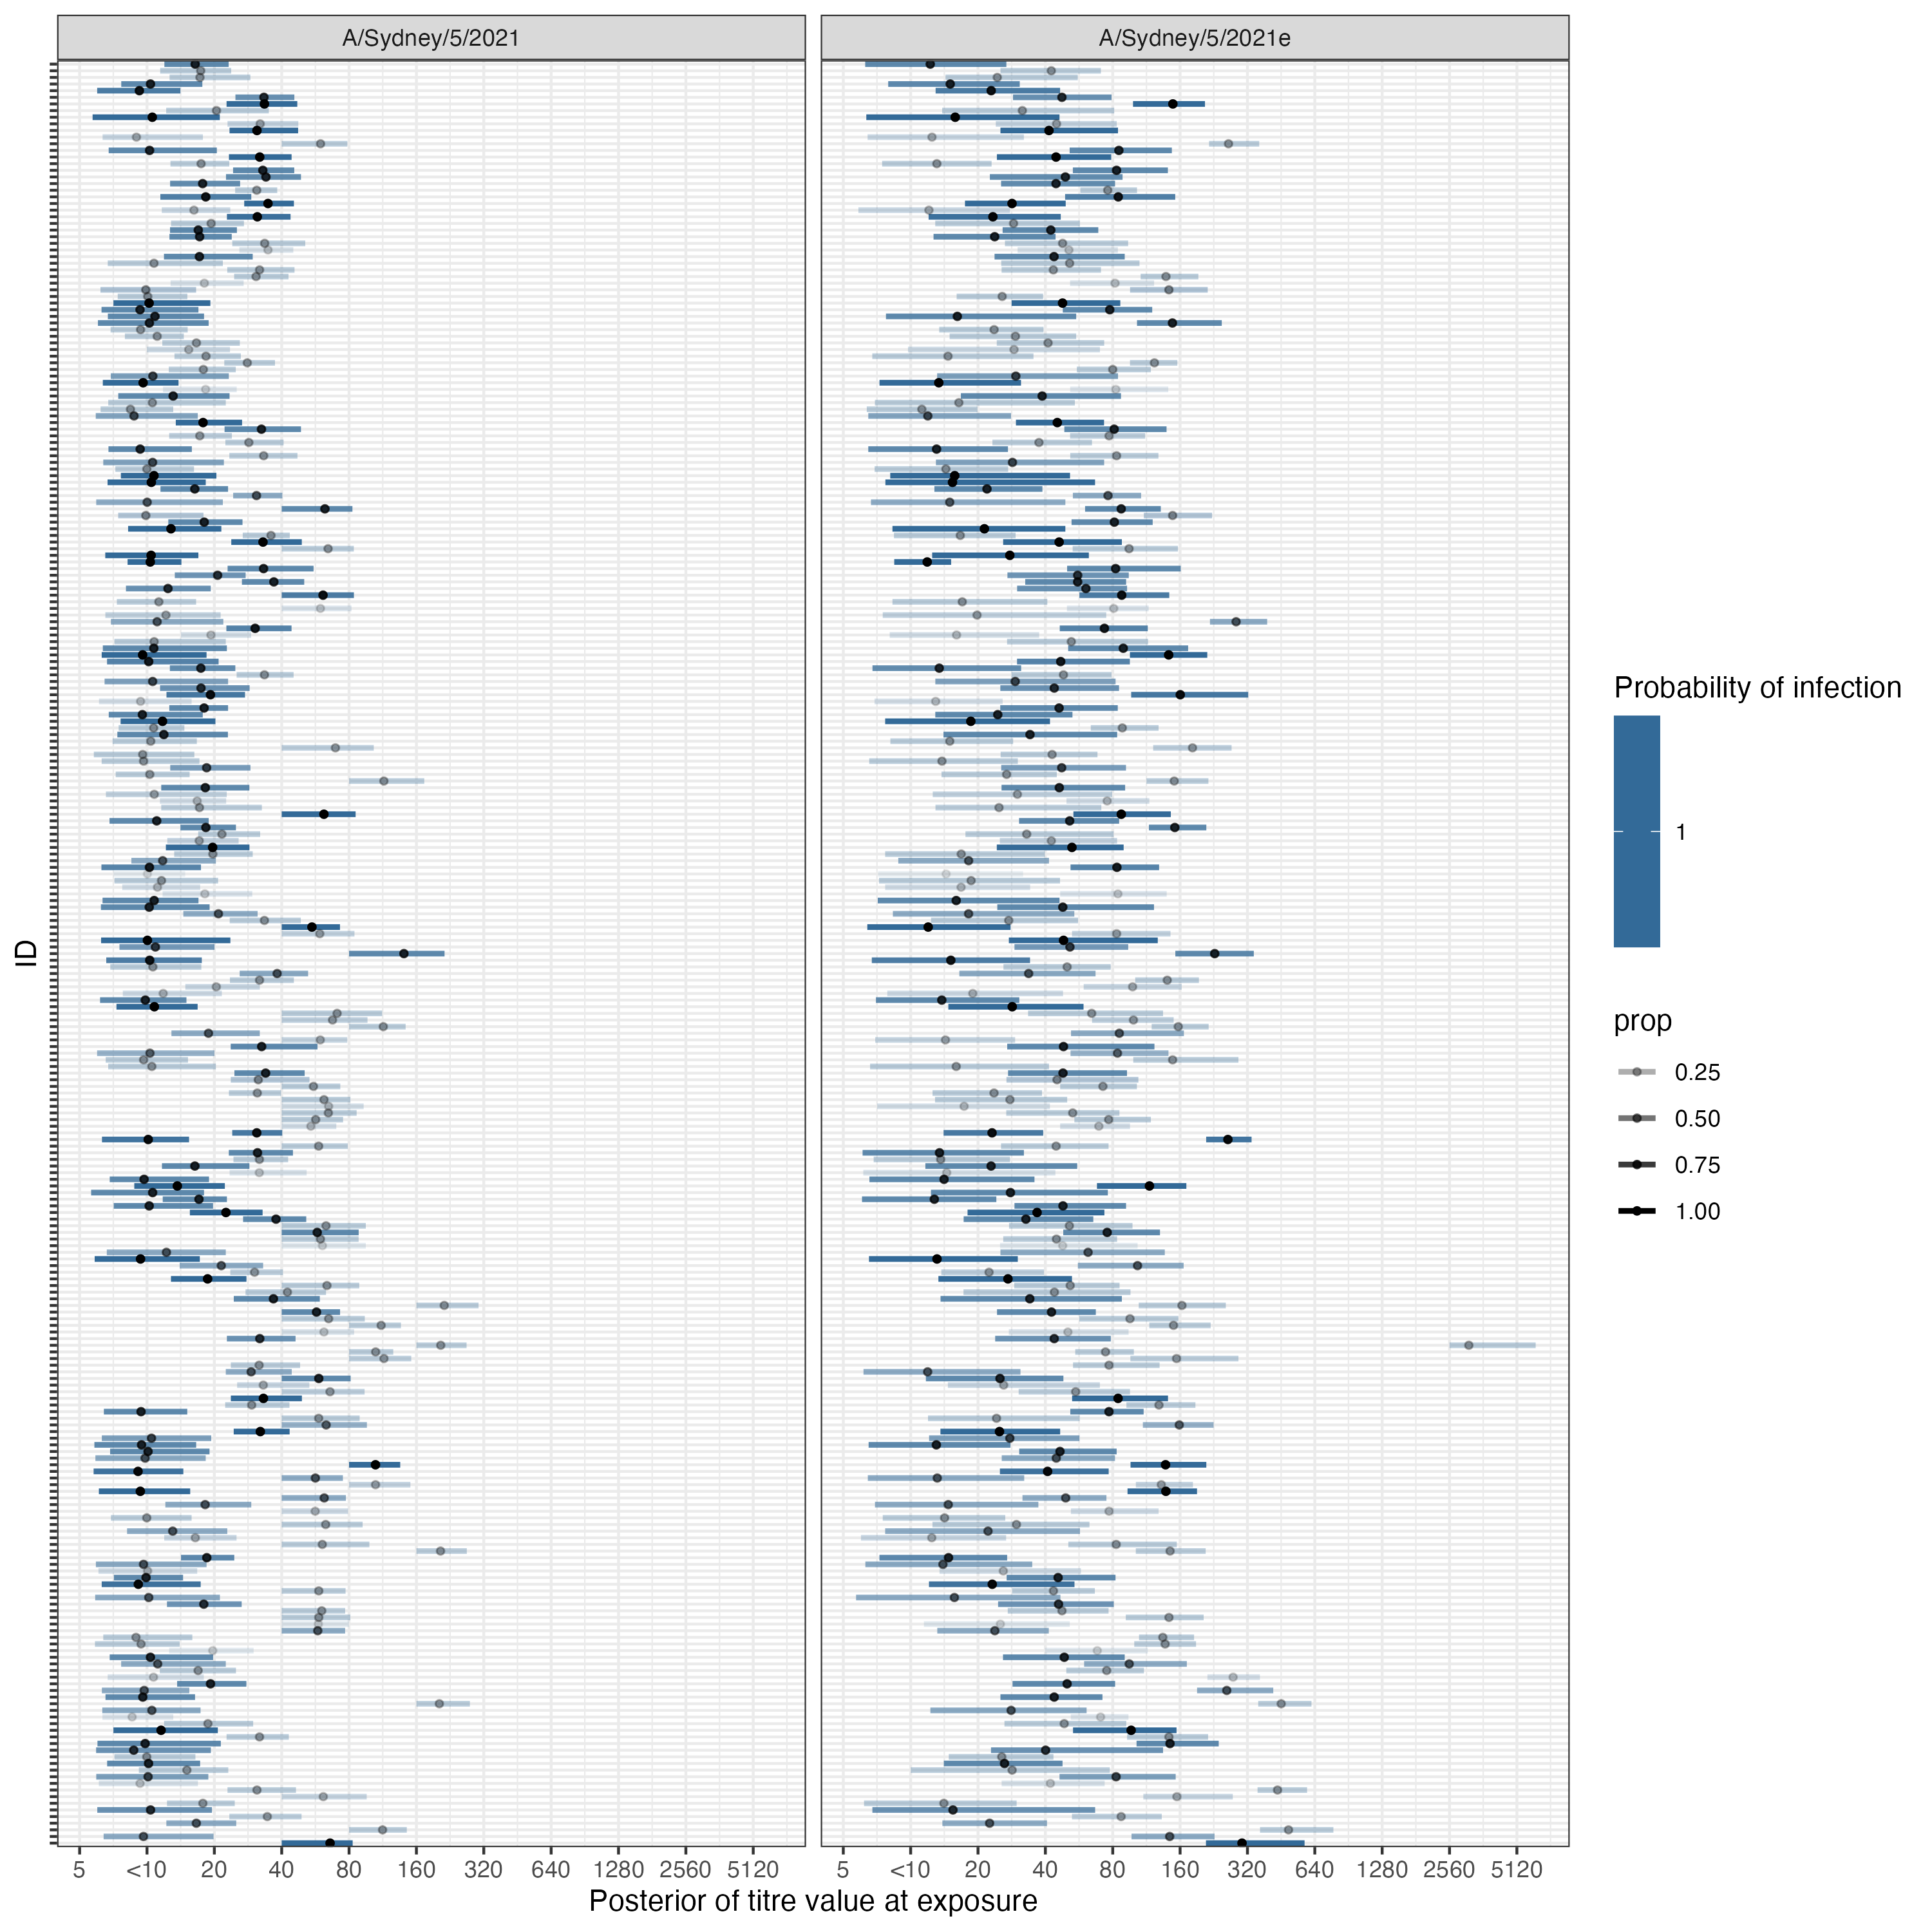 A/Sydney/5/2021
A/Sydney/5/2021e
ID
5 <10 20 40 80 160 320 640 1280 2560 5120
5 <10 20 40 80 160 320 640 1280 2560 5120
Posterior of titre value at exposure
Probability of infection
1
prop
0.25
0.50
0.75
1.00